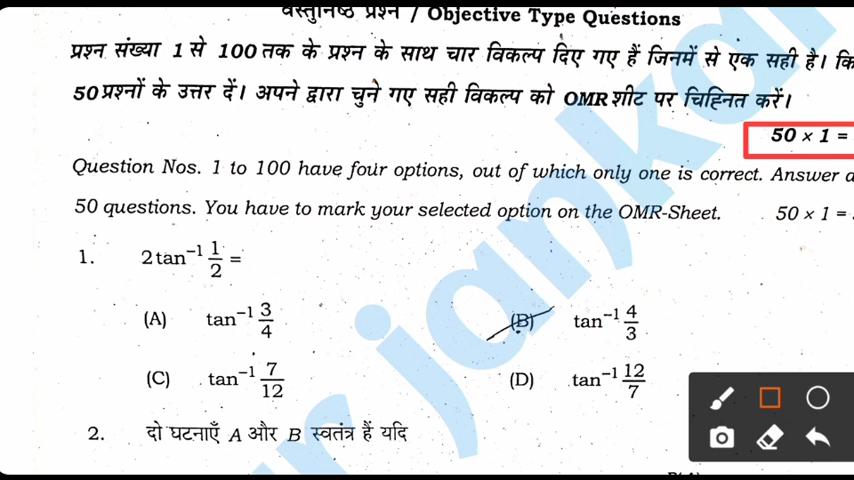 वस्तुनिष्ठ प्रश्न / Objective Type Questions
प्रश्न संख्या 1 से 100 तक के प्रश्न के साथ चार विकल्प दिए गए हैं जिनमें से एक सही है।
50 प्रश्नों के उत्तर दें। अपने द्वारा चुने गए सही विकल्प को OMR शीट पर चिह्नित करें।
50 × 1 =
Question Nos. 1 to 100 have four options, out of which only one is correct. Answer
50 questions. You have to mark your selected option on the OMR-Sheet. 50 × 1 =
1. 2 tan⁻¹ 1/2 =
(A) tan⁻¹ 3/4 (B) tan⁻¹ 4/3
(C) tan⁻¹ 7/12 (D) tan⁻¹ 12/7
2. दो घटनाएँ A और B स्वतंत्र हैं यदि